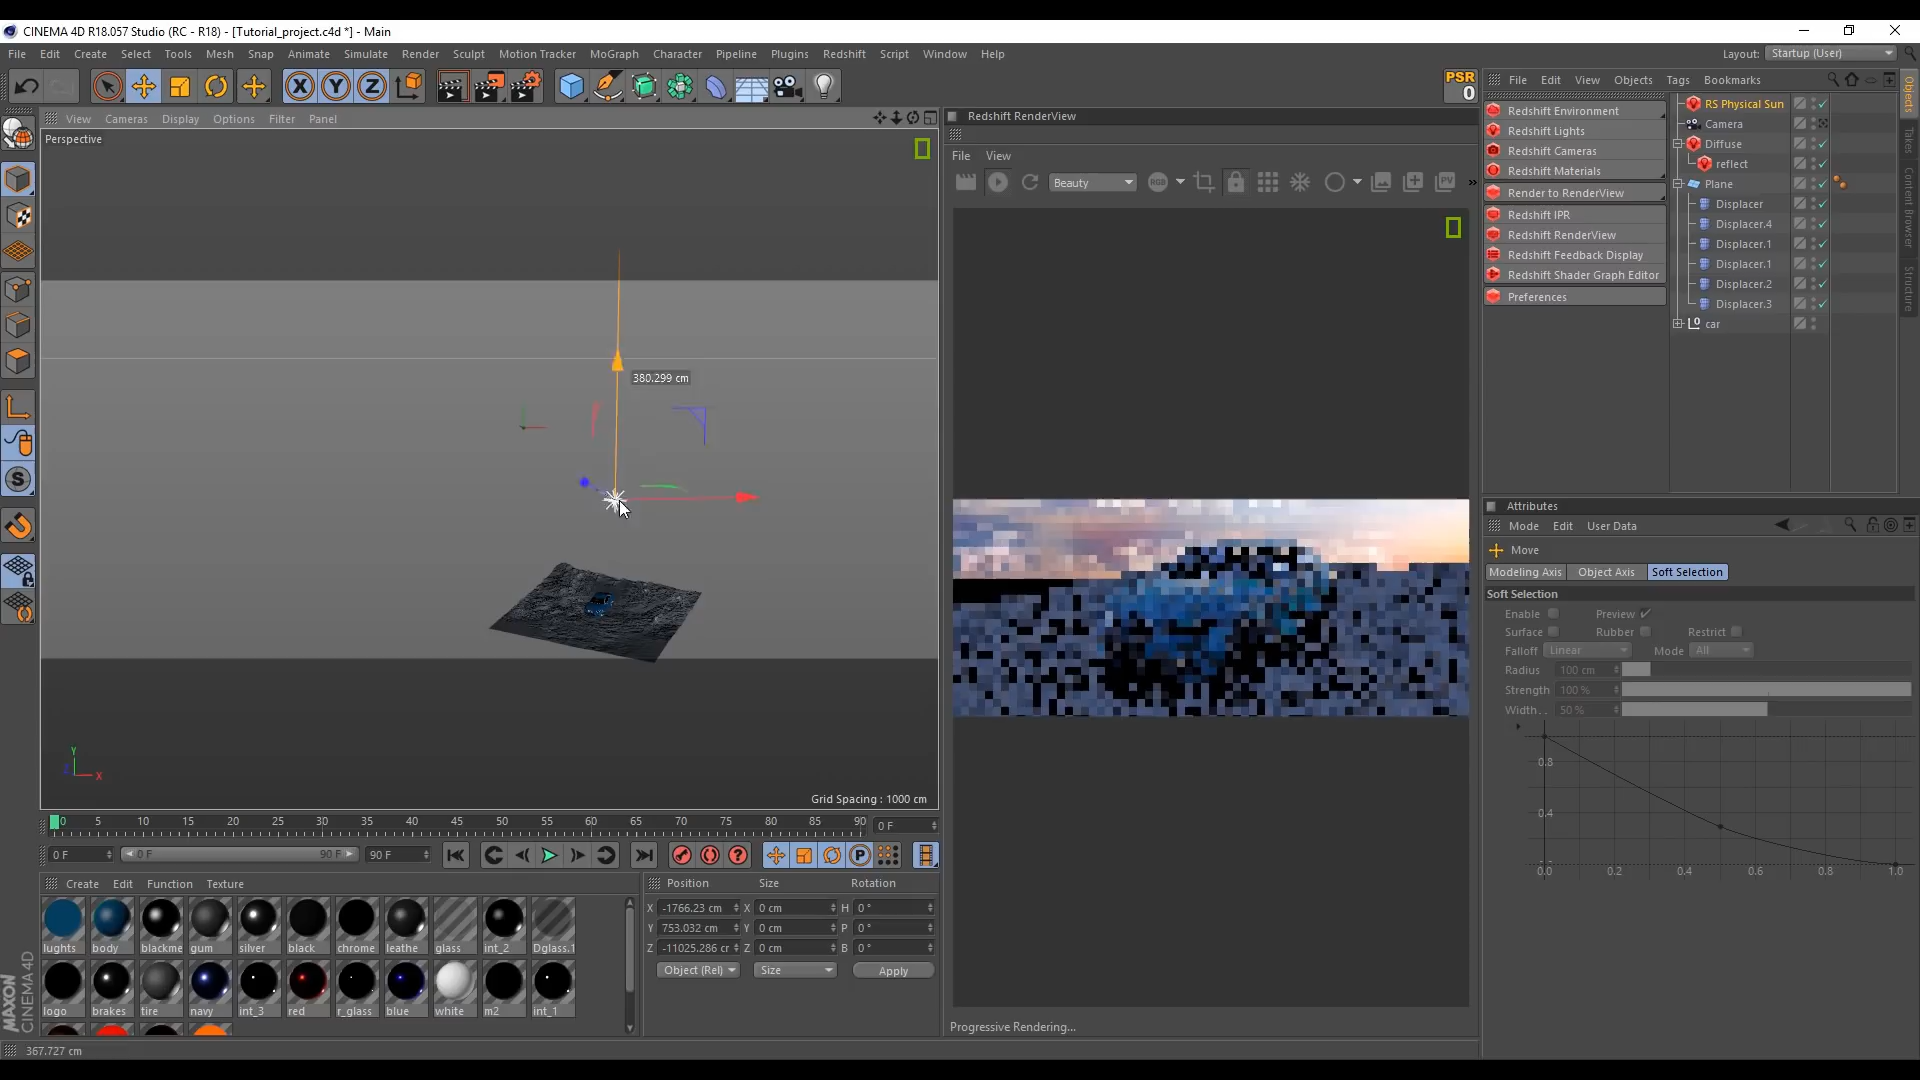 CINEMA 4D R18.057 Studio (RC - R18) - [Tutorial_project.c4d *] - Main
File Edit Create Select Tools Mesh Snap Animate Simulate Render Sculpt Motion Tracker MoGraph Character Pipeline Plugins Redshift Script Window Help
Layout: Startup (User)
X Y Z
PSR
0
File Edit View Objects Tags Bookmarks
View Cameras Display Options Filter Panel
Perspective
380.299 cm
Y
X
Z
Grid Spacing : 1000 cm
Redshift RenderView
File View
Beauty
RGB
PV
»
Progressive Rendering...
Redshift Environment
Redshift Lights
Redshift Cameras
Redshift Materials
Render to RenderView
Redshift IPR
Redshift RenderView
Redshift Feedback Display
Redshift Shader Graph Editor
Preferences
RS Physical Sun
Camera
Diffuse
reflect
Plane
Displacer
Displacer.4
Displacer.1
Displacer.1
Displacer.2
Displacer.3
car
Objects
Takes
Content Browser
Structure
Attributes
Mode Edit User Data
Move
Modeling Axis Object Axis Soft Selection
Soft Selection
Enable Preview
Surface Rubber Restrict
Falloff Linear Mode All
Radius 100 cm
Strength 100 %
Width . . 50 %
0.8
0.4
0.0 0.2 0.4 0.6 0.8 1.0
0 5 10 15 20 25 30 35 40 45 50 55 60 65 70 75 80 85 90 0 F
0 F 0 F 90 F 90 F
P
Create Edit Function Texture
lughts body blackme gum silver black chrome leathe glass int_2 Dglass.1
logo brakes tire navy int_3 red r_glass blue white m2 int_1
Position Size Rotation
X -1766.23 cm X 0 cm H 0 °
Y 753.032 cm Y 0 cm P 0 °
Z -11025.286 cr Z 0 cm B 0 °
Object (Rel) Size Apply
MAXON
CINEMA 4D
367.727 cm